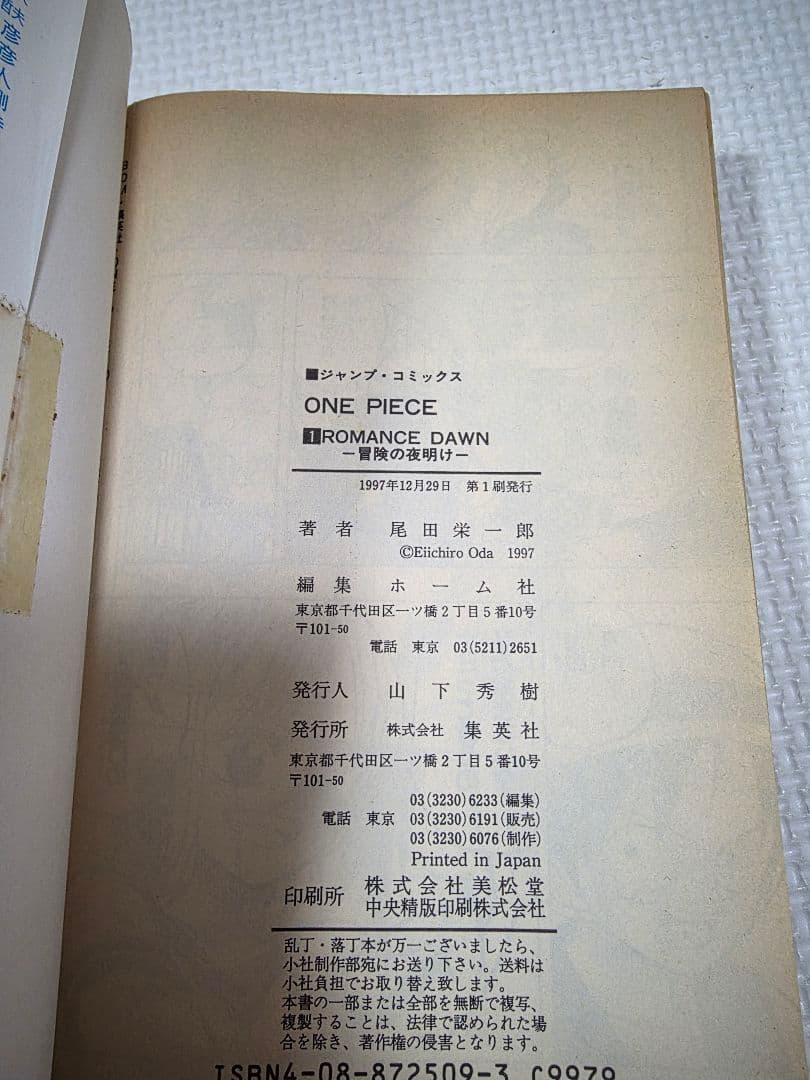 ■ジャンプ・コミックス
ONE PIECE
1 ROMANCE DAWN
―冒険の夜明け―
1997年12月29日 第1刷発行
著者 尾田栄一郎
©Eiichiro Oda 1997
編集 ホーム社
東京都千代田区一ツ橋2丁目5番10号
〒101-50
電話 東京 03(5211)2651
発行人 山下秀樹
発行所 株式会社 集英社
東京都千代田区一ツ橋2丁目5番10号
〒101-50
03(3230)6233(編集)
電話 東京 03(3230)6191(販売)
03(3230)6076(制作)
Printed in Japan
印刷所 株式会社美松堂
中央精版印刷株式会社
乱丁・落丁本が万一ございましたら、
小社制作部宛にお送り下さい。送料は
小社負担でお取り替え致します。
本書の一部または全部を無断で複写、
複製することは、法律で認められた場
合を除き、著作権の侵害となります。
ISBN4-08-872509-3 C9979